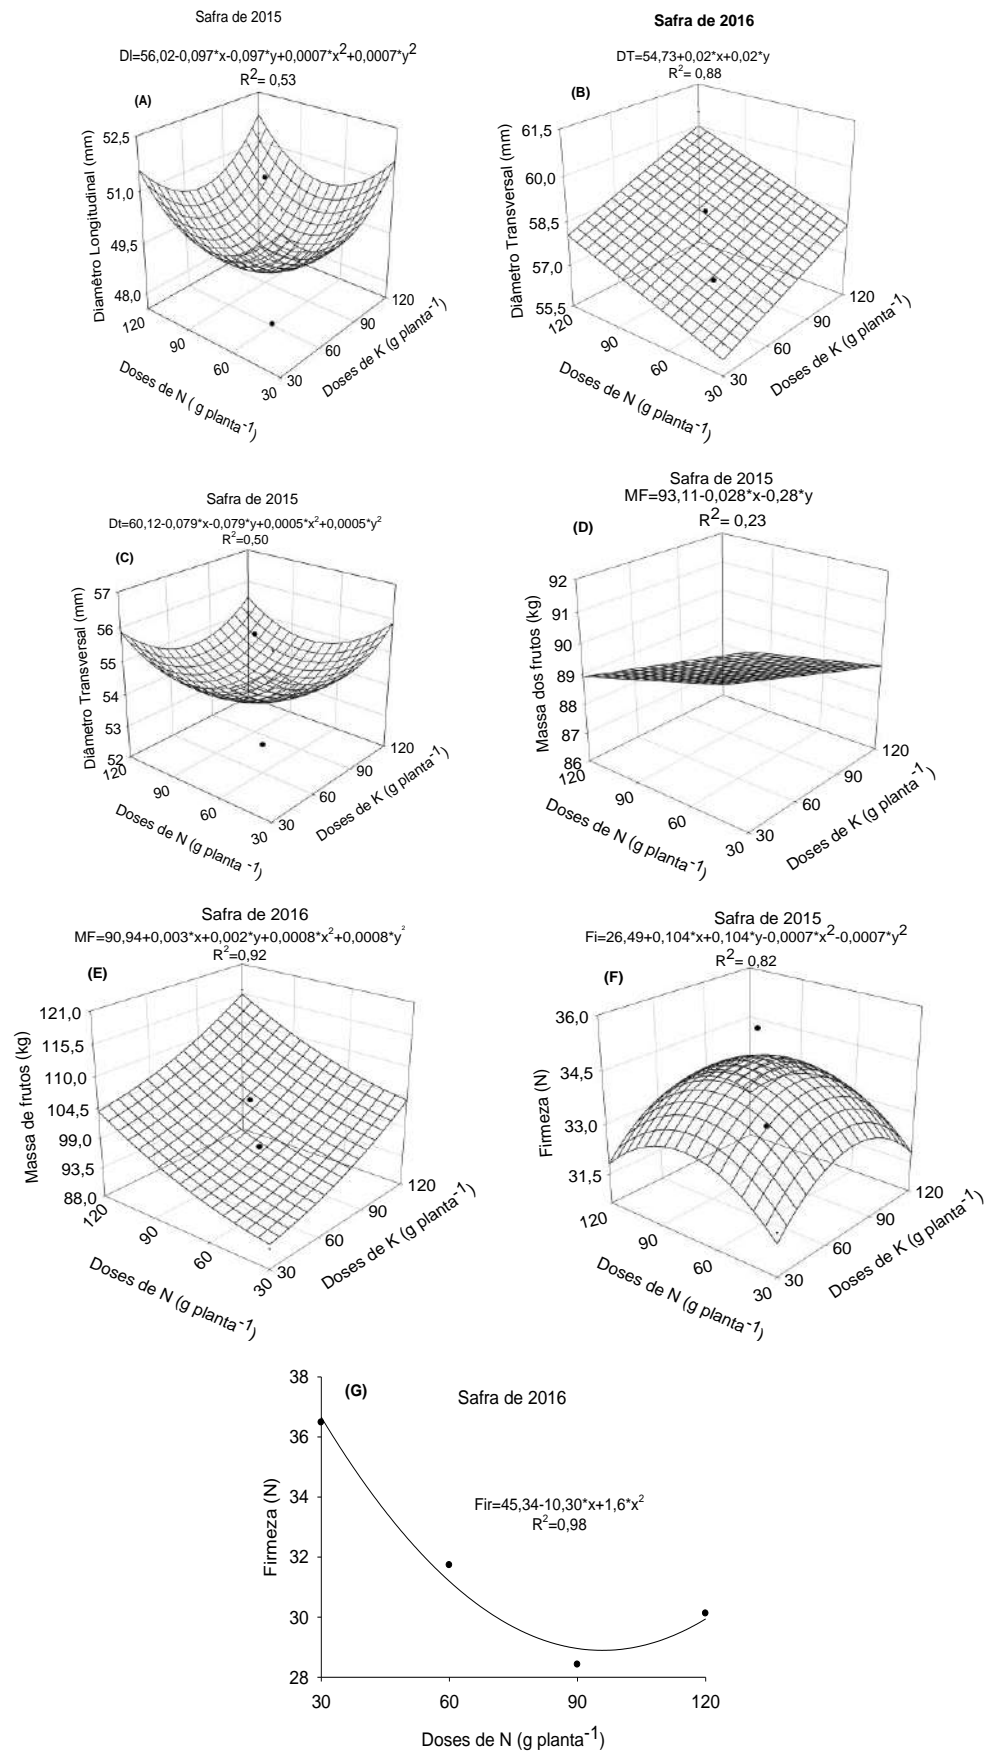 Safra de 2015
Dl=56,02-0,097*x-0,097*y+0,0007*x²+0,0007*y²
R²= 0,53
(A)
52,5
51,0
49,5
48,0
Diamêtro Longitudinal (mm)
120
90
60
30
Doses de N ( g planta⁻¹)
30
60
90
120
Doses de K (g planta⁻¹)
Safra de 2016
DT=54,73+0,02*x+0,02*y
R²= 0,88
(B)
61,5
60,0
58,5
57,0
55,5
Diâmetro Transversal (mm)
120
90
60
30
Doses de N (g planta⁻¹)
30
60
90
120
Doses de K (g planta⁻¹)
Safra de 2015
Dt=60,12-0,079*x-0,079*y+0,0005*x²+0,0005*y²
R²=0,50
(C)
57
56
55
54
53
52
Diâmetro Transversal (mm)
120
90
60
30
Doses de N (g planta ⁻¹)
30
60
90
120
Doses de K (g planta⁻¹)
Safra de 2015
MF=93,11-0,028*x-0,28*y
R²= 0,23
(D)
92
91
90
89
88
87
86
Massa dos frutos (kg)
120
90
60
30
Doses de N (g planta⁻¹)
30
60
90
120
Doses de K (g planta⁻¹)
Safra de 2016
MF=90,94+0,003*x+0,002*y+0,0008*x²+0,0008*y²
R²=0,92
(E)
121,0
115,5
110,0
104,5
99,0
93,5
88,0
Massa de frutos (kg)
120
90
60
30
Doses de N (g planta⁻¹)
30
60
90
120
Doses de K (g planta⁻¹)
Safra de 2015
Fi=26,49+0,104*x+0,104*y-0,0007*x²-0,0007*y²
R²= 0,82
(F)
36,0
34,5
33,0
31,5
Firmeza (N)
120
90
60
30
Doses de N (g planta⁻¹)
30
60
90
120
Doses de K (g planta⁻¹)
(G)
Safra de 2016
Fir=45,34-10,30*x+1,6*x²
R²=0,98
38
36
34
32
30
28
Firmeza (N)
30
60
90
120
Doses de N (g planta⁻¹)